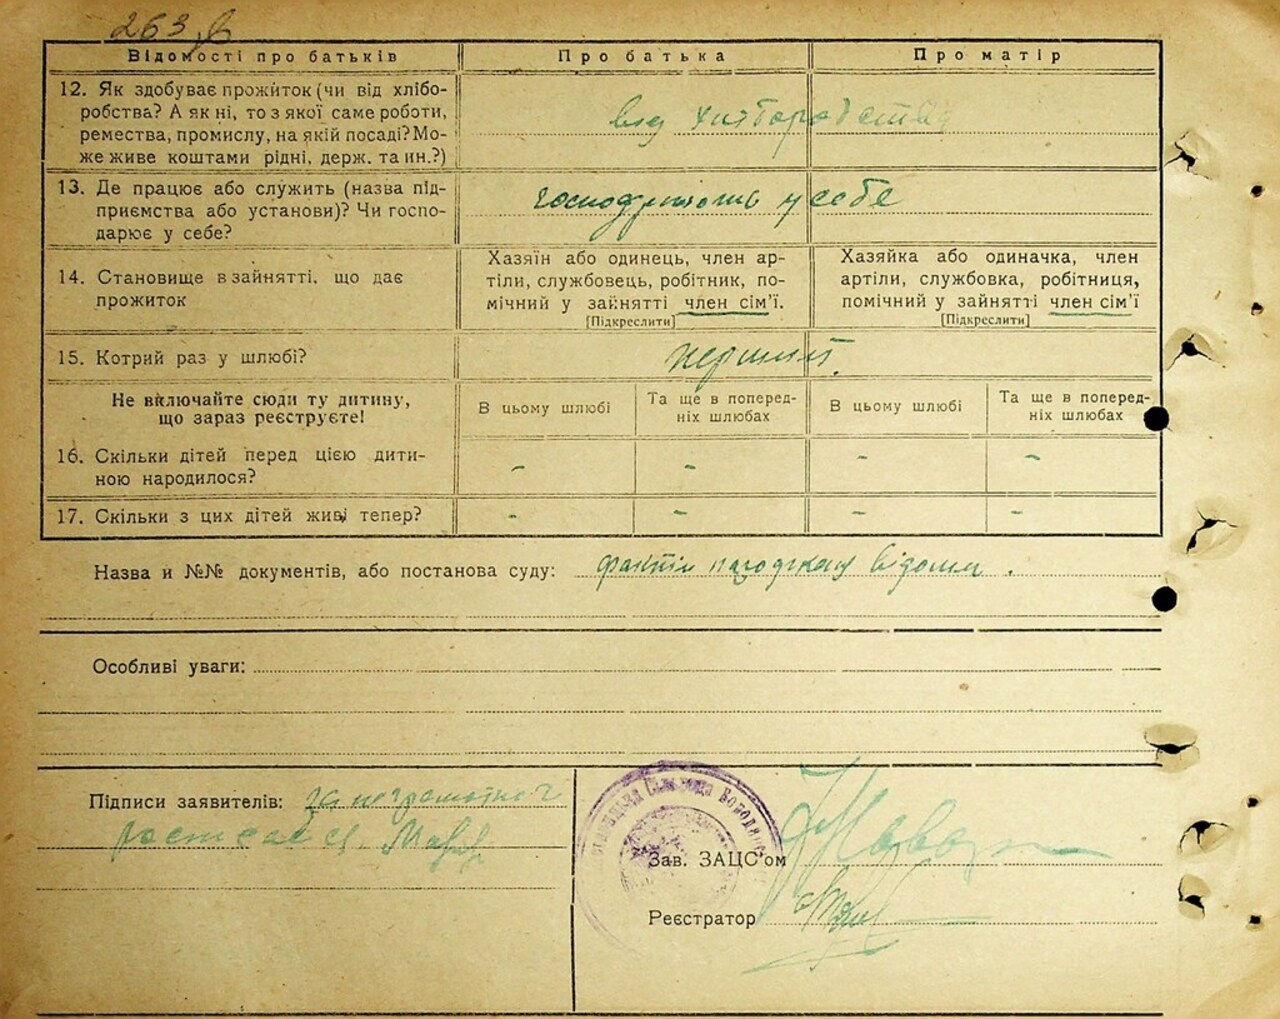 263
Відомості про батьків
Про батька
Про матір
12. Як здобуває прожиток (чи від хлібо-
робства? А як ні, то з якої саме роботи,
ремества, промислу, на якій посаді? Мо-
же живе коштами рідні, держ. та ин.?)
від хліборобства
13. Де працює або служить (назва під-
приємства або установи)? Чи госпо-
дарює у себе?
у себе
14. Становище в зайнятті, що дає
прожиток
Хазяїн або одинець, член ар-
тіли, службовець, робітник, по-
мічний у зайнятті член сім'ї.
[Підкреслити]
Хазяйка або одиначка, член
артіли, службовка, робітниця,
помічний у зайнятті член сім'ї
[Підкреслити]
15. Котрий раз у шлюбі?
перший.
Не включайте сюди ту дитину,
що зараз реєструєте!
В цьому шлюбі
Та ще в поперед-
ніх шлюбах
В цьому шлюбі
Та ще в поперед-
ніх шлюбах
16. Скільки дітей перед цією дити-
ною народилося?
- - - -
17. Скільки з цих дітей живі тепер?
- - - -
Назва и №№ документів, або постанова суду:
Особливі уваги:
Підписи заявителів:
Зав. ЗАЦС'ом
Реєстратор